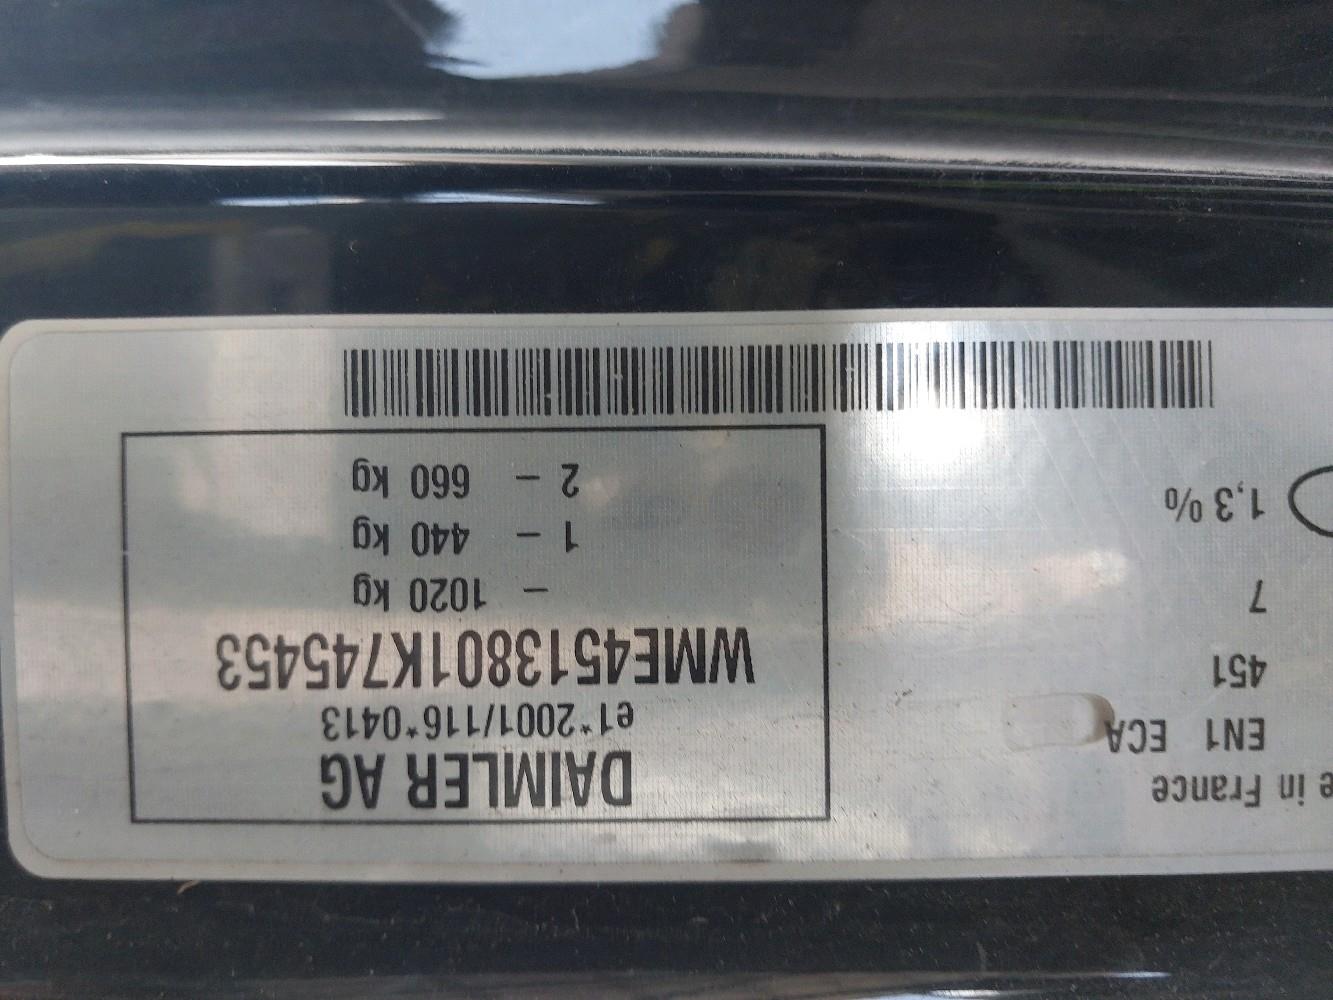 e in France
EN1 ECA
451
7
1,3 %
DAIMLER AG
e1*2001/116*0413
WME4513801K745453
- 1020 kg
1 - 440 kg
2 - 660 kg